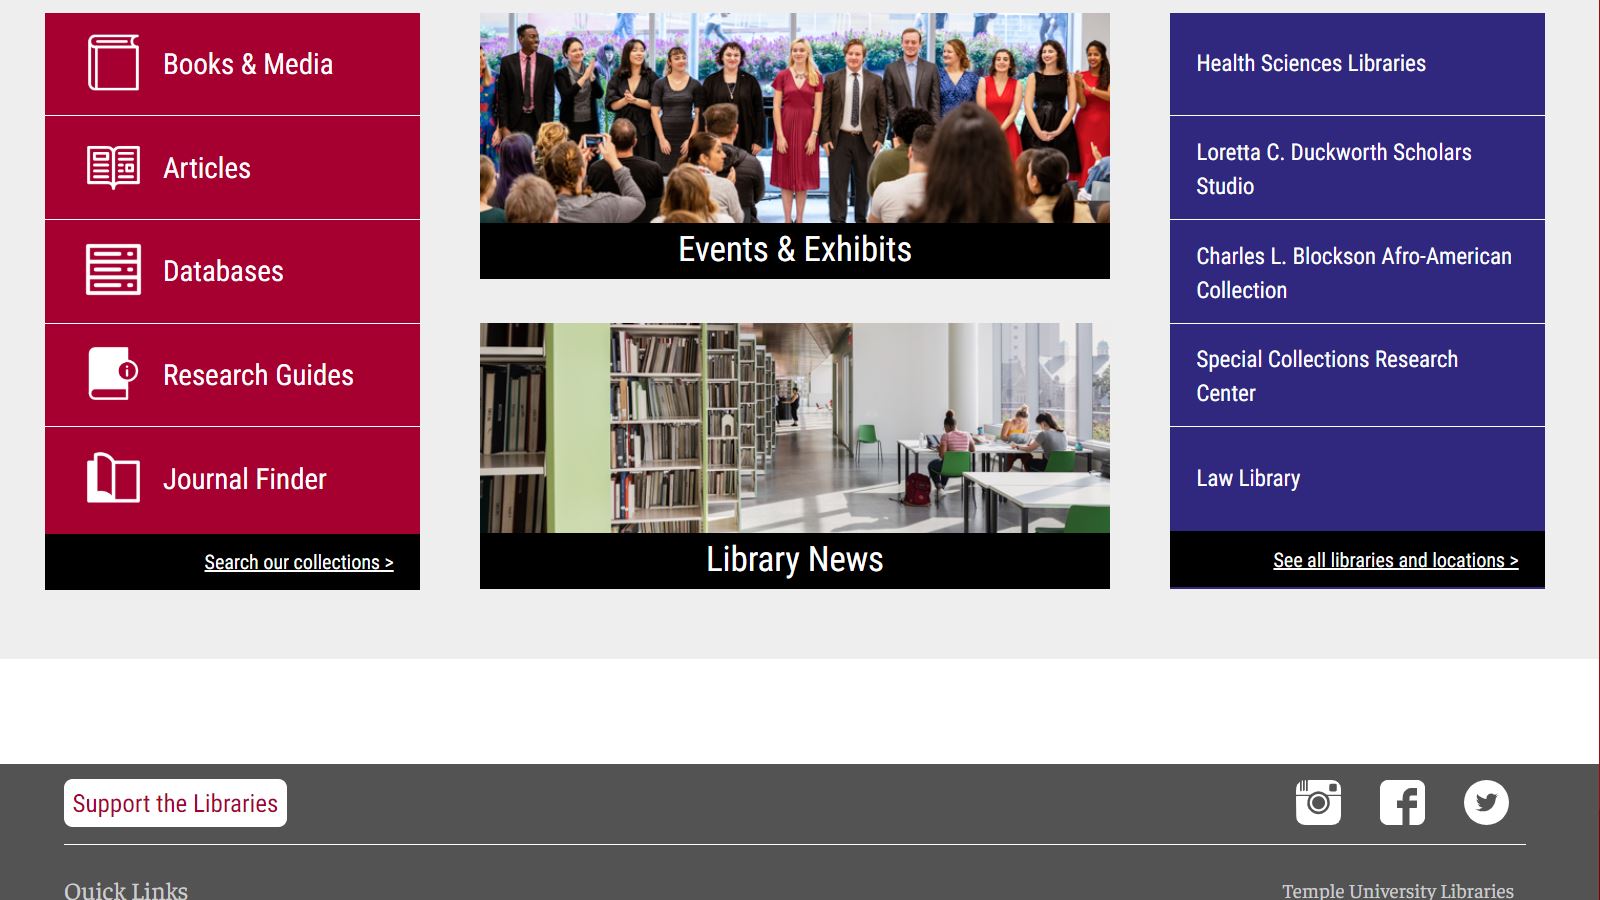 Books & Media
Articles
Databases
Research Guides
Journal Finder
Search our collections >
Events & Exhibits
Library News
Health Sciences Libraries
Loretta C. Duckworth Scholars
Studio
Charles L. Blockson Afro-American
Collection
Special Collections Research
Center
Law Library
See all libraries and locations >
Support the Libraries
Quick Links
Temple University Libraries